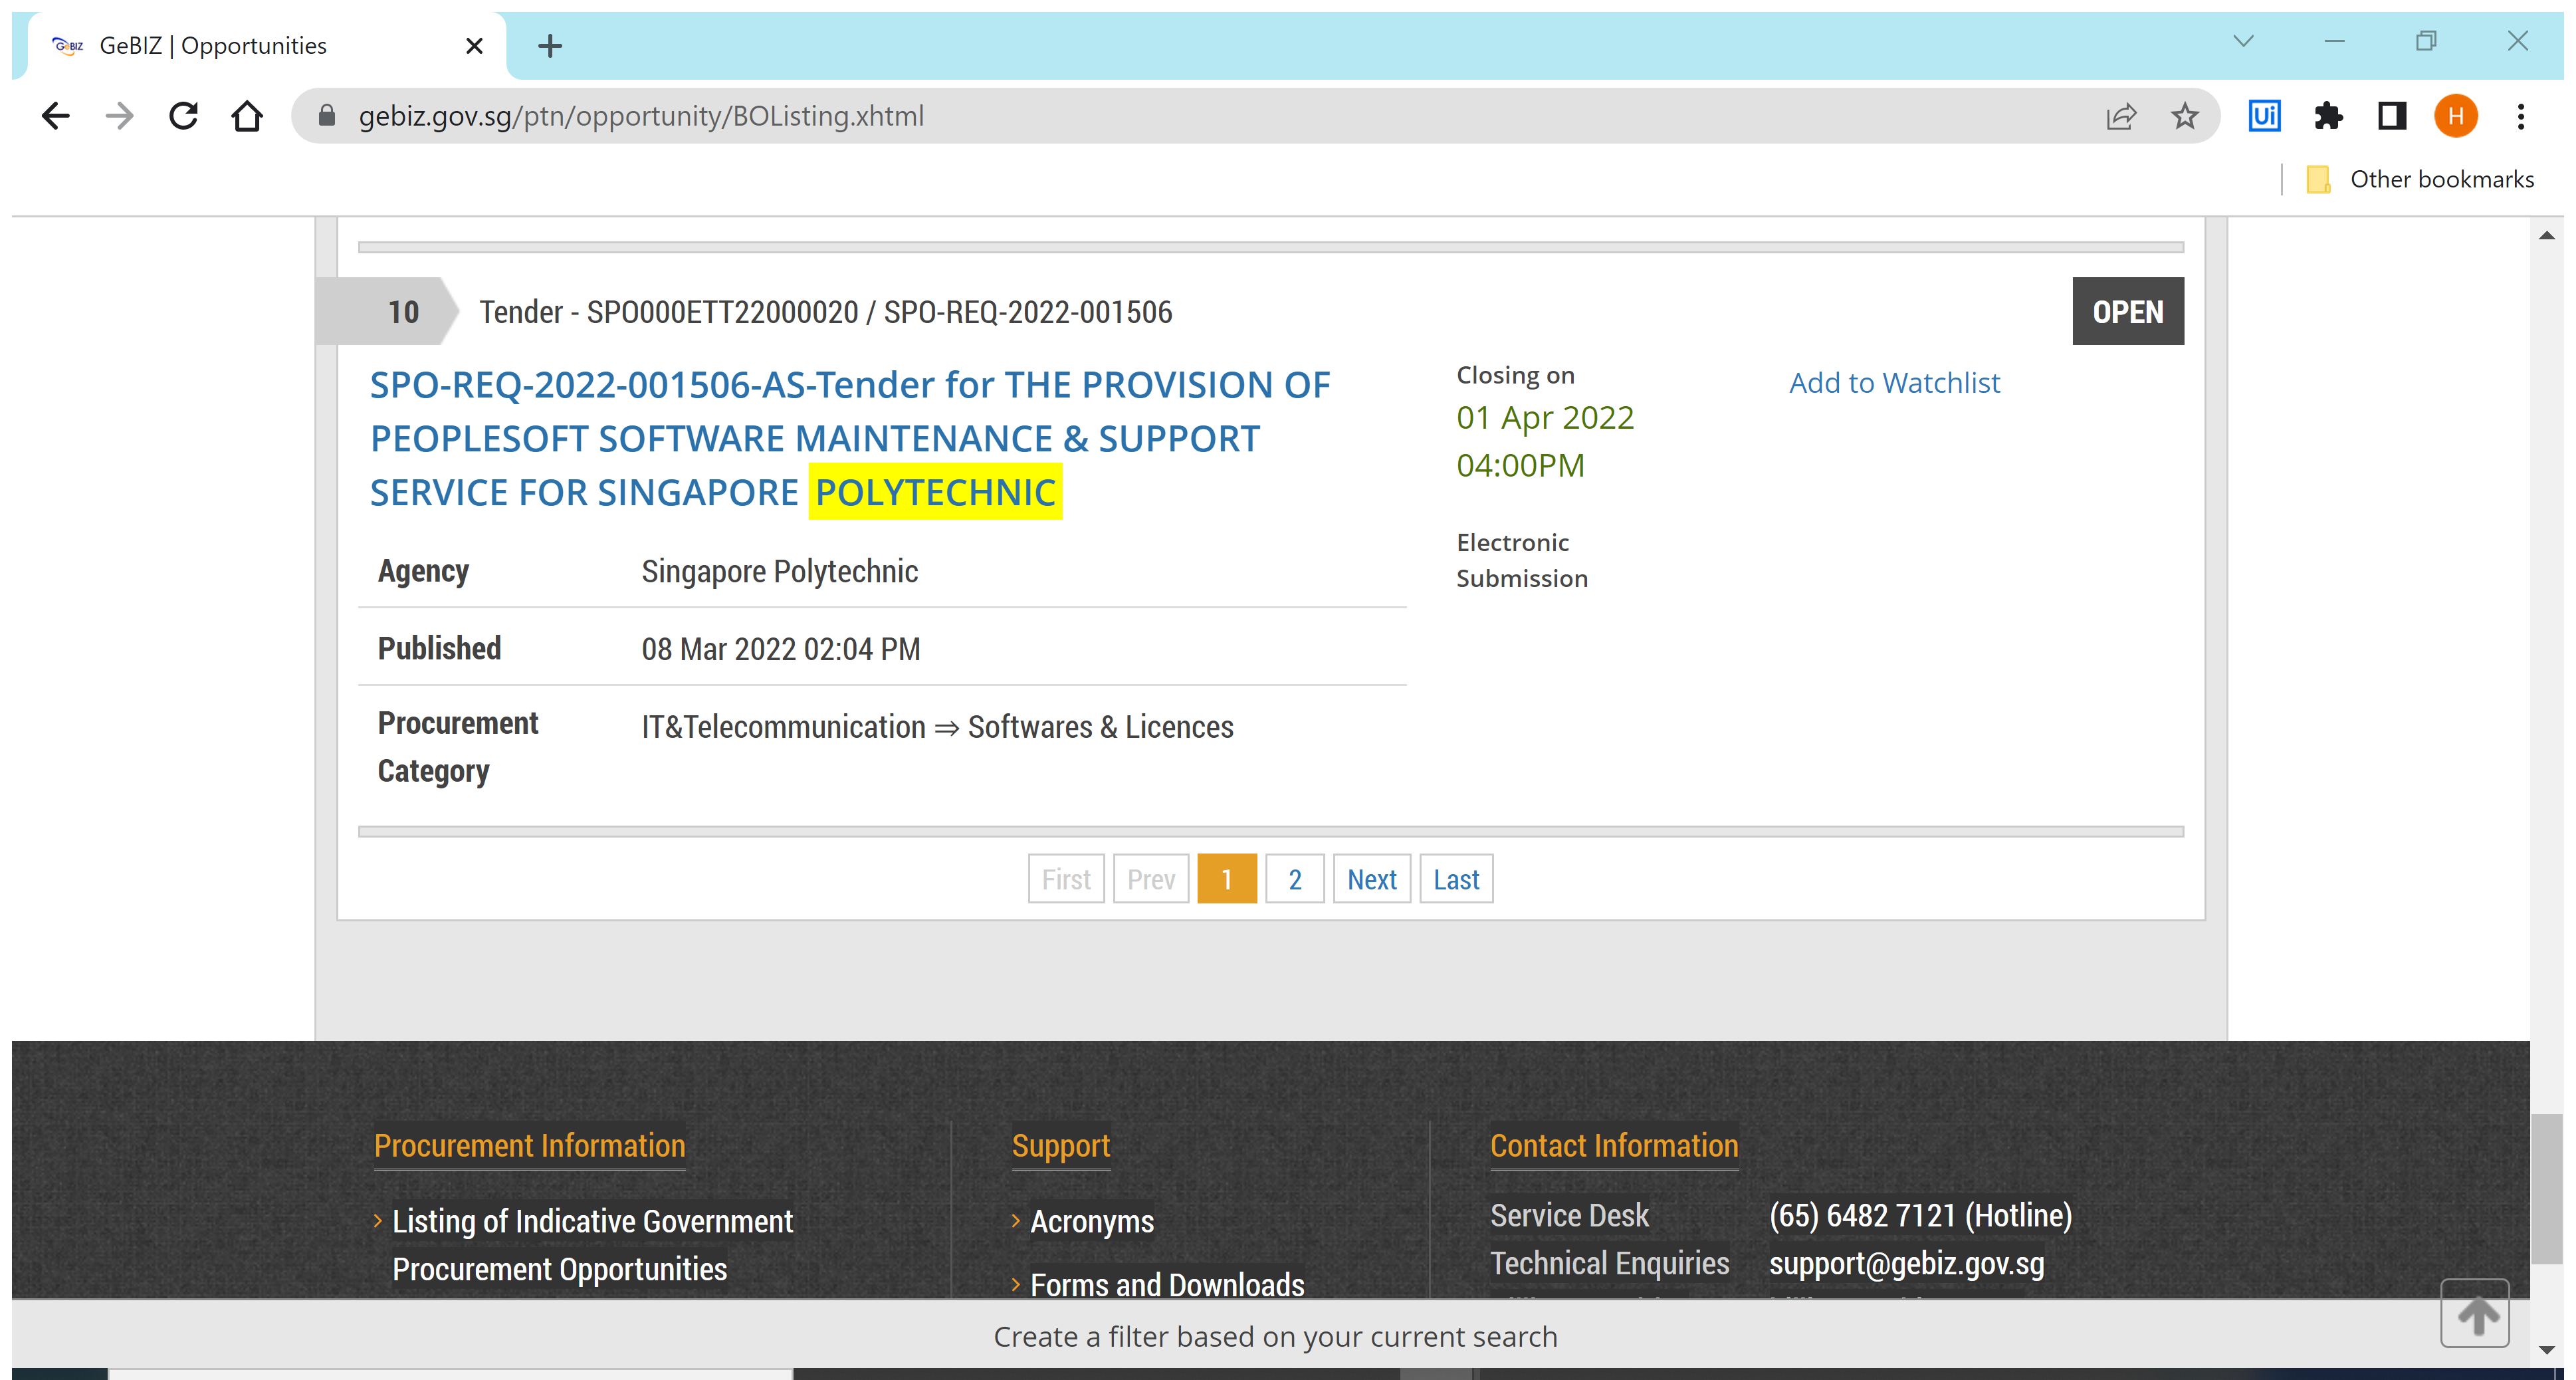 GeBIZ | Opportunities
gebiz.gov.sg/ptn/opportunity/BOListing.xhtml
Ui
H
Other bookmarks
10 Tender - SPO000ETT22000020 / SPO-REQ-2022-001506 OPEN
SPO-REQ-2022-001506-AS-Tender for THE PROVISION OF
PEOPLESOFT SOFTWARE MAINTENANCE & SUPPORT
SERVICE FOR SINGAPORE POLYTECHNIC
Closing on
01 Apr 2022
04:00PM
Electronic
Submission
Add to Watchlist
Agency Singapore Polytechnic
Published 08 Mar 2022 02:04 PM
Procurement
Category
IT&Telecommunication ⇒ Softwares & Licences
First Prev 1 2 Next Last
Procurement Information
Listing of Indicative Government
Procurement Opportunities
Support
Acronyms
Forms and Downloads
Contact Information
Service Desk (65) 6482 7121 (Hotline)
Technical Enquiries support@gebiz.gov.sg
Create a filter based on your current search